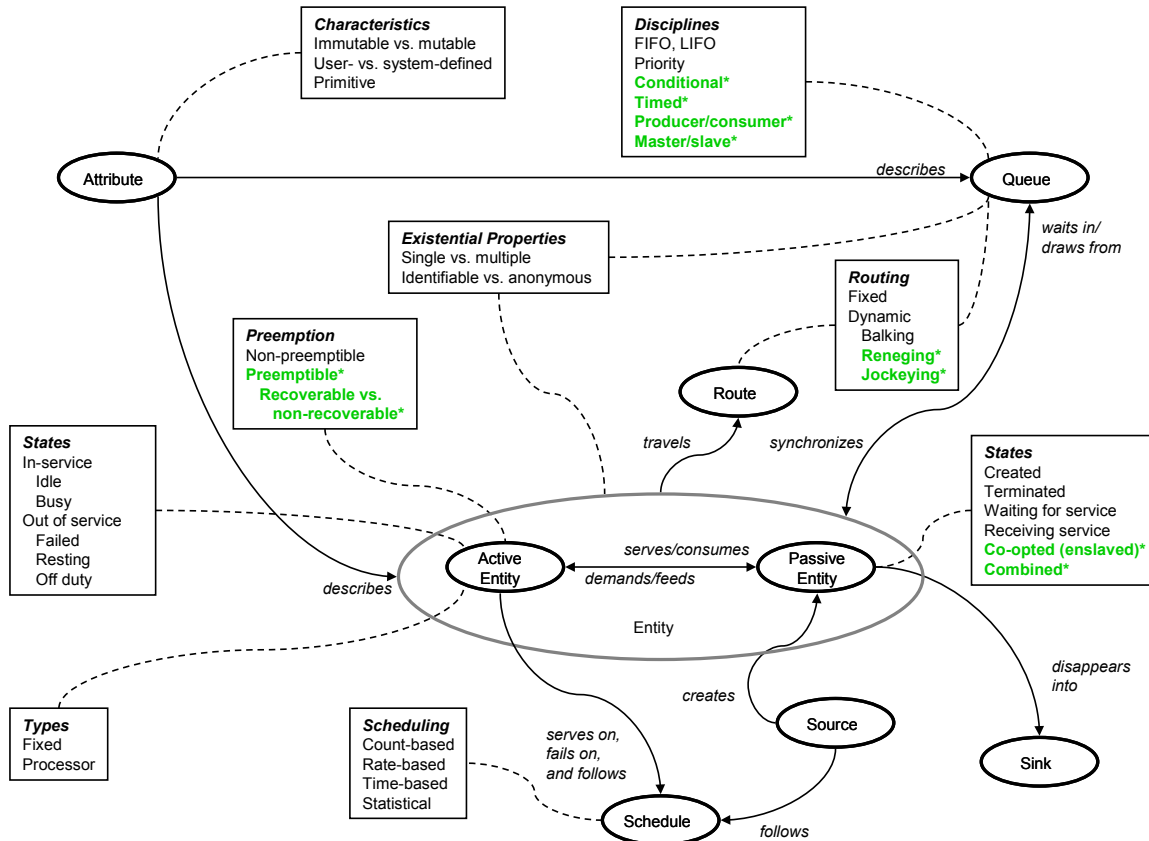 Characteristics
Immutable vs. mutable
User- vs. system-defined
Primitive
Disciplines
FIFO, LIFO
Priority
Conditional*
Timed*
Producer/consumer*
Master/slave*
Attribute
describes
Queue
Existential Properties
Single vs. multiple
Identifiable vs. anonymous
waits in/
draws from
Routing
Fixed
Dynamic
Balking
Reneging*
Jockeying*
Preemption
Non-preemptible
Preemptible*
Recoverable vs.
non-recoverable*
Route
travels
synchronizes
States
In-service
Idle
Busy
Out of service
Failed
Resting
Off duty
States
Created
Terminated
Waiting for service
Receiving service
Co-opted (enslaved)*
Combined*
Active
Entity
serves/consumes
demands/feeds
Passive
Entity
describes
Entity
disappears
into
creates
Types
Fixed
Processor
Scheduling
Count-based
Rate-based
Time-based
Statistical
serves on,
fails on,
and follows
Source
Sink
Schedule
follows